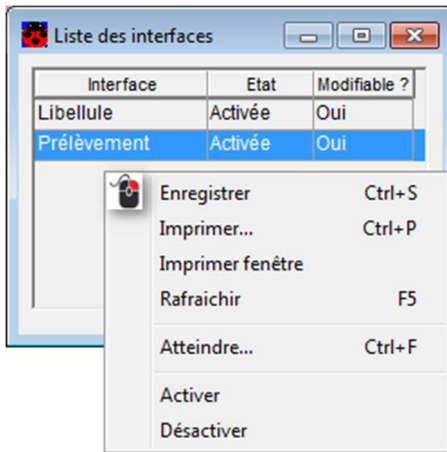 Liste des interfaces
Interface Etat Modifiable ?
Libellule Activée Oui
Prélèvement Activée Oui
Enregistrer Ctrl+S
Imprimer... Ctrl+P
Imprimer fenêtre
Rafraichir F5
Atteindre... Ctrl+F
Activer
Désactiver